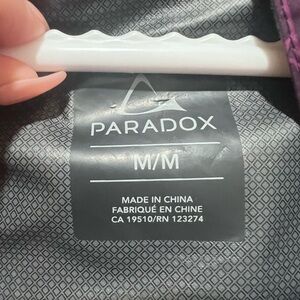 PARADOX
M/M
MADE IN CHINA
FABRIQUÉ EN CHINE
CA 19510/RN 123274